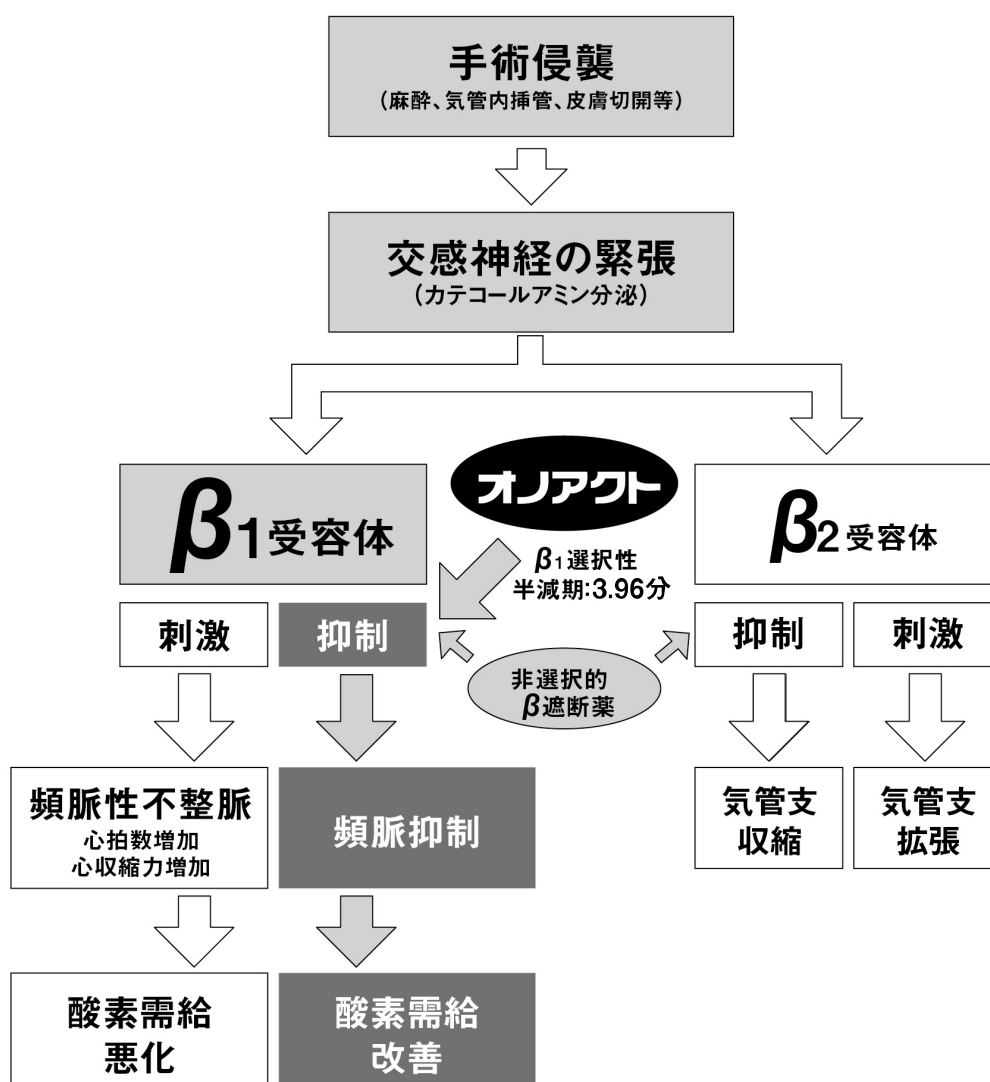 手術侵襲
（麻酔、気管内挿管、皮膚切開等）
交感神経の緊張
（カテコールアミン分泌）
オノアクト
β1受容体
β2受容体
β1選択性
半減期：3.96分
刺激
抑制
抑制
刺激
非選択的
β遮断薬
頻脈性不整脈
心拍数増加
心収縮力増加
頻脈抑制
気管支
収縮
気管支
拡張
酸素需給
悪化
酸素需給
改善